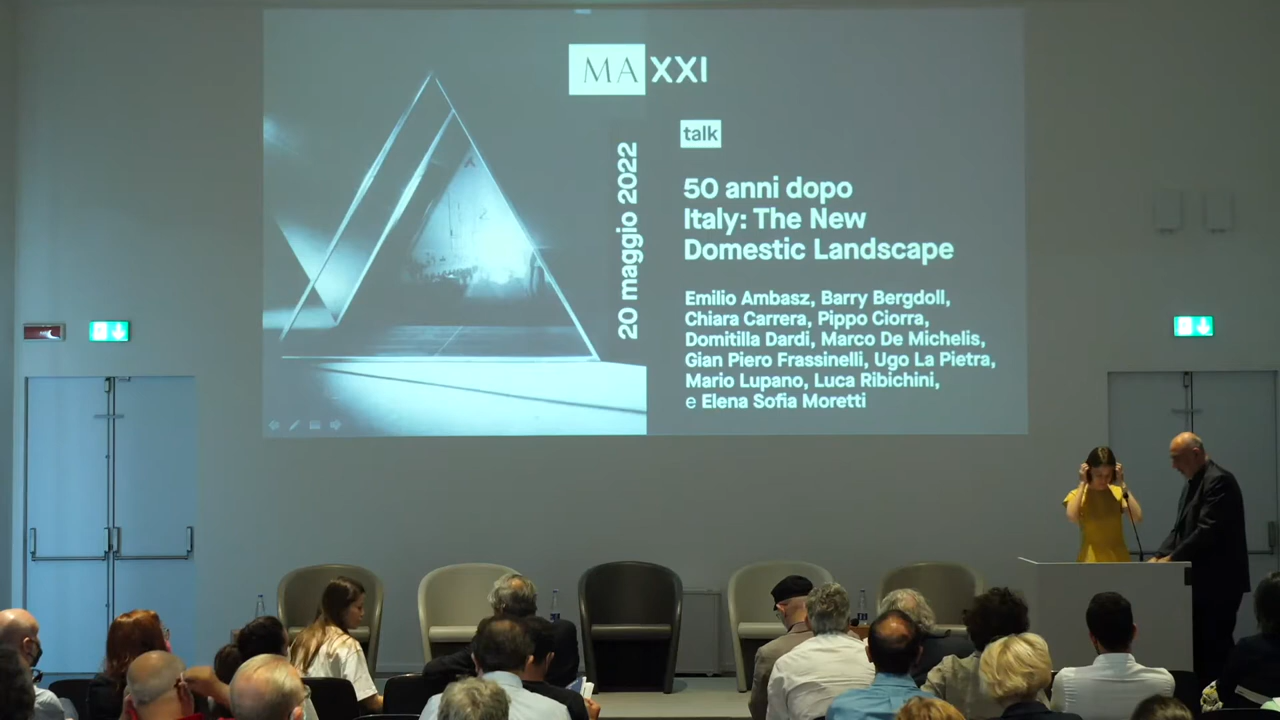 MAXXI
talk
20 maggio 2022
50 anni dopo
Italy: The New
Domestic Landscape
Emilio Ambasz, Barry Bergdoll,
Chiara Carrera, Pippo Ciorra,
Domitilla Dardi, Marco De Michelis,
Gian Piero Frassinelli, Ugo La Pietra,
Mario Lupano, Luca Ribichini,
e Elena Sofia Moretti